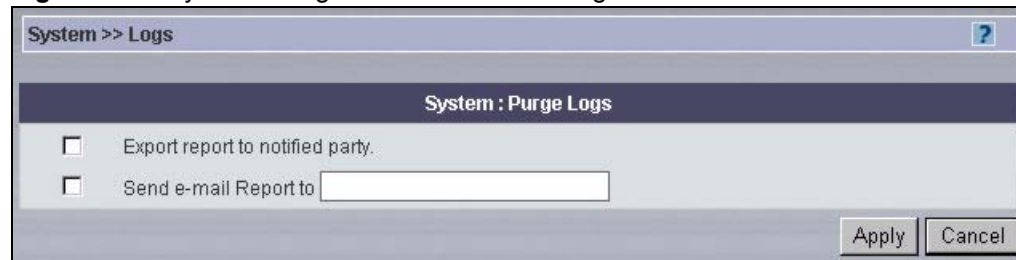 System >> Logs ?
System : Purge Logs
Export report to notified party.
Send e-mail Report to
Apply Cancel